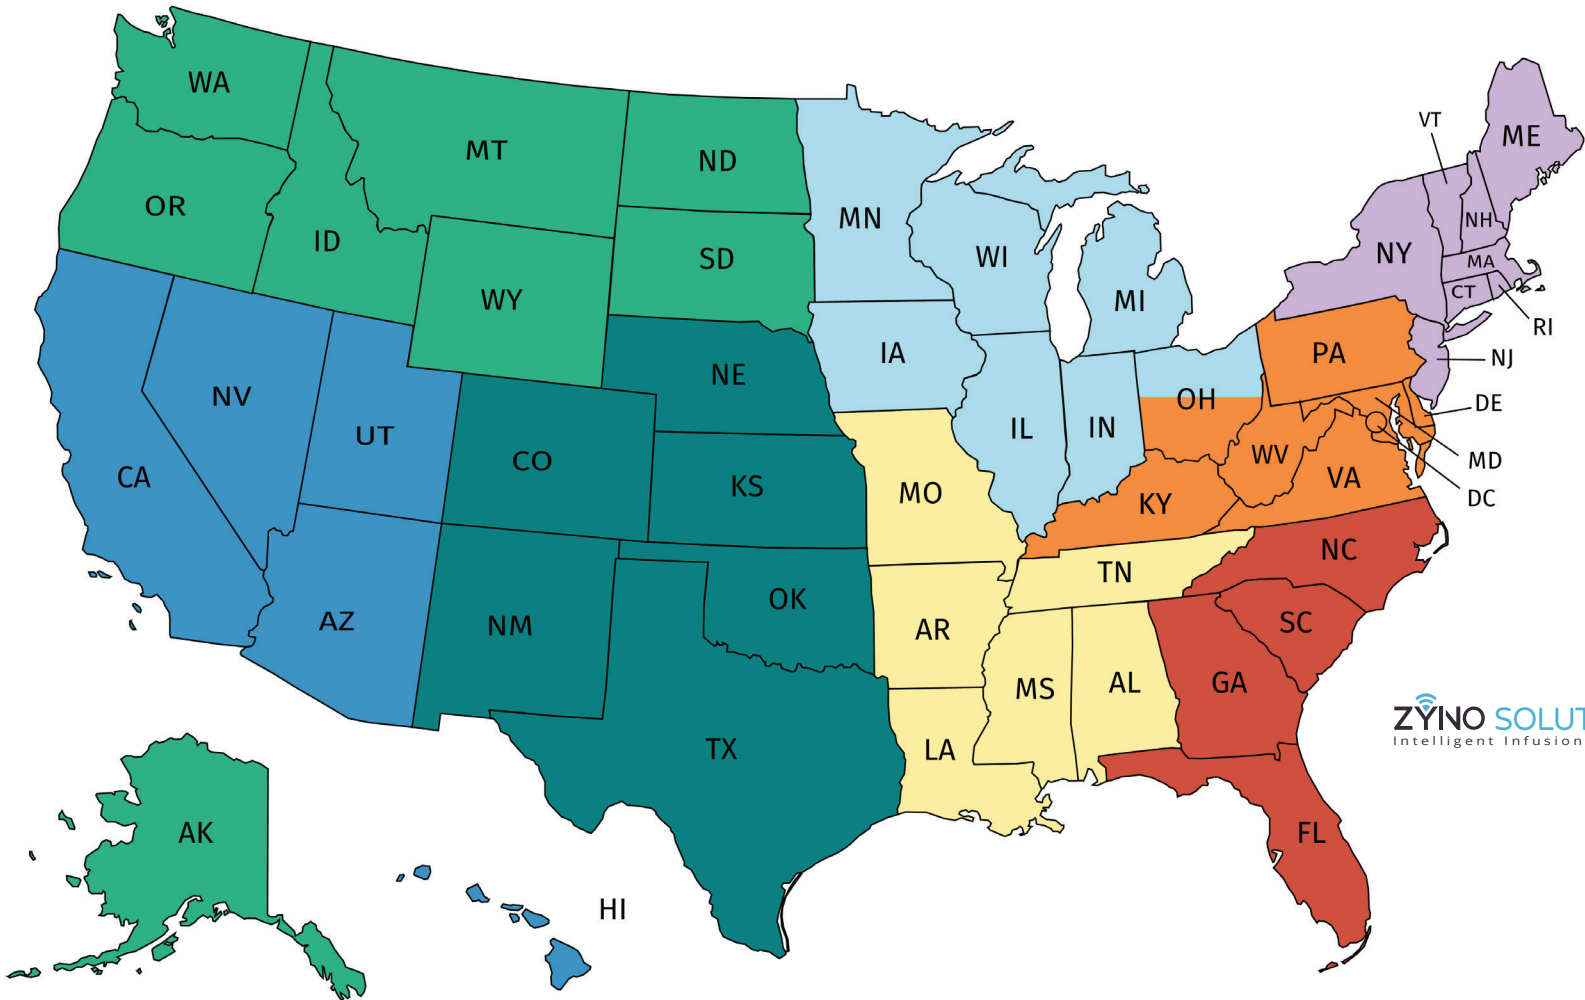 WA
MT
ND
OR
ID
WY
SD
MN
WI
MI
VT
ME
NH
NY
MA
CT
RI
NJ
PA
DE
MD
DC
IA
NE
NV
UT
CA
CO
KS
IL
IN
OH
WV
VA
KY
MO
TN
NC
SC
AZ
NM
OK
AR
MS
AL
GA
LA
TX
FL
AK
HI
ZYNO SOLUT
Intelligent Infusion